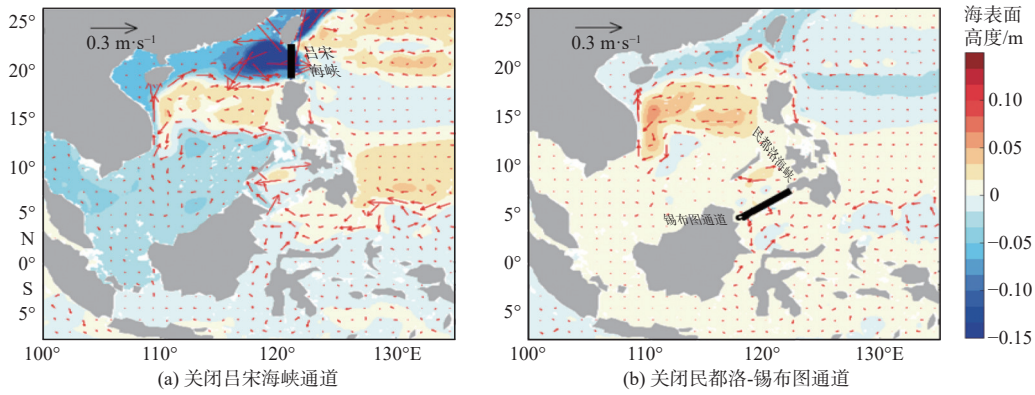 25°
20°
15°
10°
5°
N
0°
S
5°
0.3 m·s⁻¹
吕宋
海峡
100°
110°
120°
130°E
(a) 关闭吕宋海峡通道
25°
20°
15°
10°
5°
0°
5°
0.3 m·s⁻¹
民都洛海峡
锡布图通道
100°
110°
120°
130°E
(b) 关闭民都洛-锡布图通道
海表面
高度/m
0.10
0.05
0
−0.05
−0.10
−0.15